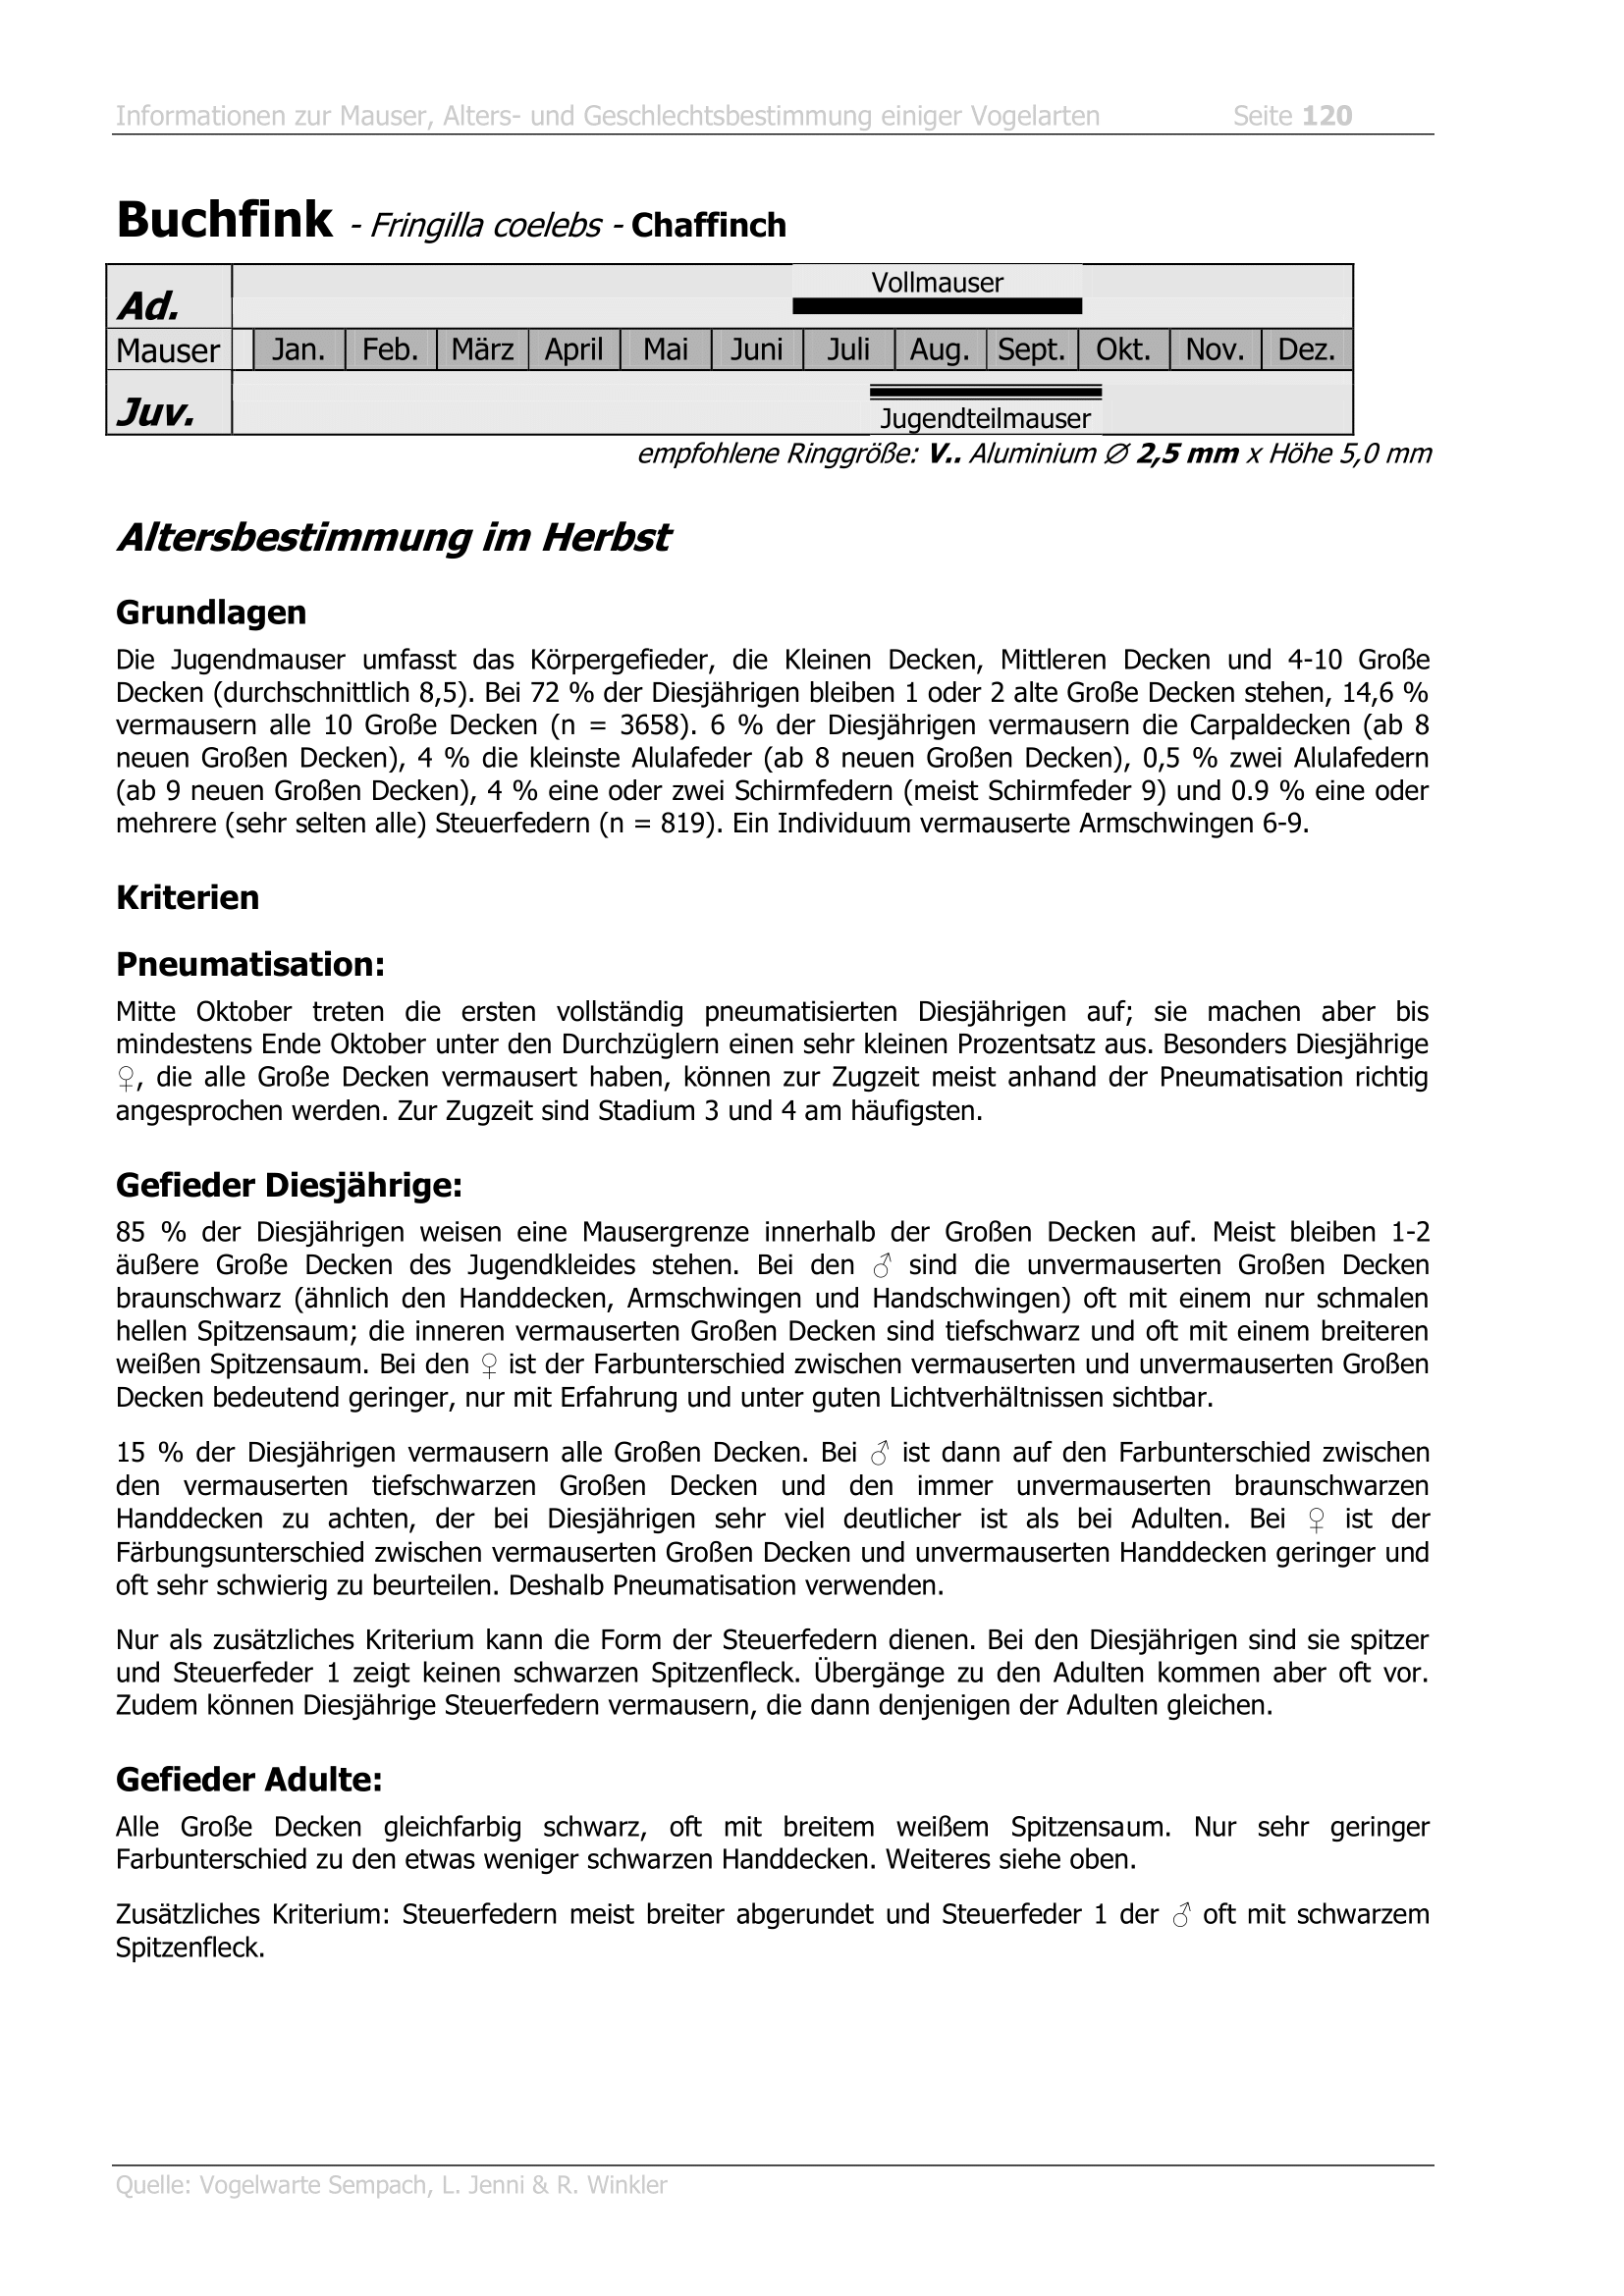 Informationen zur Mauser, Alters- und Geschlechtsbestimmung einiger Vogelarten Seite 120
Buchfink - Fringilla coelebs - Chaffinch
Vollmauser
Ad.
Mauser Jan. Feb. März April Mai Juni Juli Aug. Sept. Okt. Nov. Dez.
Juv.
Jugendteilmauser
empfohlene Ringgröße: V.. Aluminium ∅ 2,5 mm x Höhe 5,0 mm
Altersbestimmung im Herbst
Grundlagen
Die Jugendmauser umfasst das Körpergefieder, die Kleinen Decken, Mittleren Decken und 4-10 Große
Decken (durchschnittlich 8,5). Bei 72 % der Diesjährigen bleiben 1 oder 2 alte Große Decken stehen, 14,6 %
vermausern alle 10 Große Decken (n = 3658). 6 % der Diesjährigen vermausern die Carpaldecken (ab 8
neuen Großen Decken), 4 % die kleinste Alulafeder (ab 8 neuen Großen Decken), 0,5 % zwei Alulafedern
(ab 9 neuen Großen Decken), 4 % eine oder zwei Schirmfedern (meist Schirmfeder 9) und 0.9 % eine oder
mehrere (sehr selten alle) Steuerfedern (n = 819). Ein Individuum vermauserte Armschwingen 6-9.
Kriterien
Pneumatisation:
Mitte Oktober treten die ersten vollständig pneumatisierten Diesjährigen auf; sie machen aber bis
mindestens Ende Oktober unter den Durchzüglern einen sehr kleinen Prozentsatz aus. Besonders Diesjährige
♀, die alle Große Decken vermausert haben, können zur Zugzeit meist anhand der Pneumatisation richtig
angesprochen werden. Zur Zugzeit sind Stadium 3 und 4 am häufigsten.
Gefieder Diesjährige:
85 % der Diesjährigen weisen eine Mausergrenze innerhalb der Großen Decken auf. Meist bleiben 1-2
äußere Große Decken des Jugendkleides stehen. Bei den ♂ sind die unvermauserten Großen Decken
braunschwarz (ähnlich den Handdecken, Armschwingen und Handschwingen) oft mit einem nur schmalen
hellen Spitzensaum; die inneren vermauserten Großen Decken sind tiefschwarz und oft mit einem breiteren
weißen Spitzensaum. Bei den ♀ ist der Farbunterschied zwischen vermauserten und unvermauserten Großen
Decken bedeutend geringer, nur mit Erfahrung und unter guten Lichtverhältnissen sichtbar.
15 % der Diesjährigen vermausern alle Großen Decken. Bei ♂ ist dann auf den Farbunterschied zwischen
den vermauserten tiefschwarzen Großen Decken und den immer unvermauserten braunschwarzen
Handdecken zu achten, der bei Diesjährigen sehr viel deutlicher ist als bei Adulten. Bei ♀ ist der
Färbungsunterschied zwischen vermauserten Großen Decken und unvermauserten Handdecken geringer und
oft sehr schwierig zu beurteilen. Deshalb Pneumatisation verwenden.
Nur als zusätzliches Kriterium kann die Form der Steuerfedern dienen. Bei den Diesjährigen sind sie spitzer
und Steuerfeder 1 zeigt keinen schwarzen Spitzenfleck. Übergänge zu den Adulten kommen aber oft vor.
Zudem können Diesjährige Steuerfedern vermausern, die dann denjenigen der Adulten gleichen.
Gefieder Adulte:
Alle Große Decken gleichfarbig schwarz, oft mit breitem weißem Spitzensaum. Nur sehr geringer
Farbunterschied zu den etwas weniger schwarzen Handdecken. Weiteres siehe oben.
Zusätzliches Kriterium: Steuerfedern meist breiter abgerundet und Steuerfeder 1 der ♂ oft mit schwarzem
Spitzenfleck.
Quelle: Vogelwarte Sempach, L. Jenni & R. Winkler